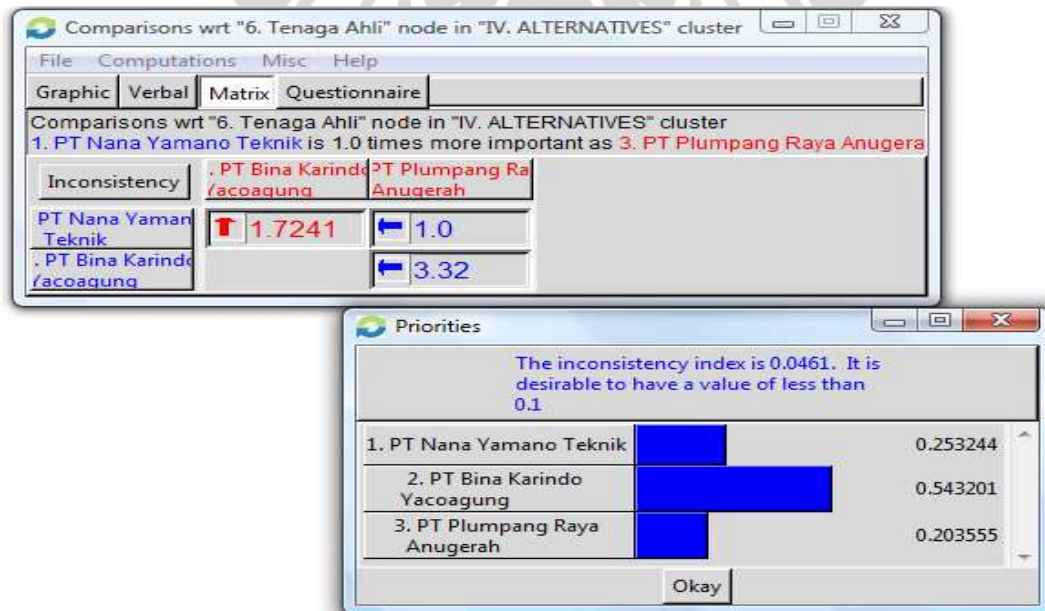 Comparisons wrt "6. Tenaga Ahli" node in "IV. ALTERNATIVES" cluster
File Computations Misc Help
Graphic Verbal Matrix Questionnaire
Comparisons wrt "6. Tenaga Ahli" node in "IV. ALTERNATIVES" cluster
1. PT Nana Yamano Teknik is 1.0 times more important as 3. PT Plumpang Raya Anugera
Inconsistency
. PT Bina Karindo
Yacoagung
PT Plumpang Ra
Anugerah
PT Nana Yaman
Teknik
1.7241
1.0
. PT Bina Karindo
Yacoagung
3.32
Priorities
The inconsistency index is 0.0461. It is
desirable to have a value of less than
0.1
1. PT Nana Yamano Teknik 0.253244
2. PT Bina Karindo
Yacoagung
0.543201
3. PT Plumpang Raya
Anugerah
0.203555
Okay